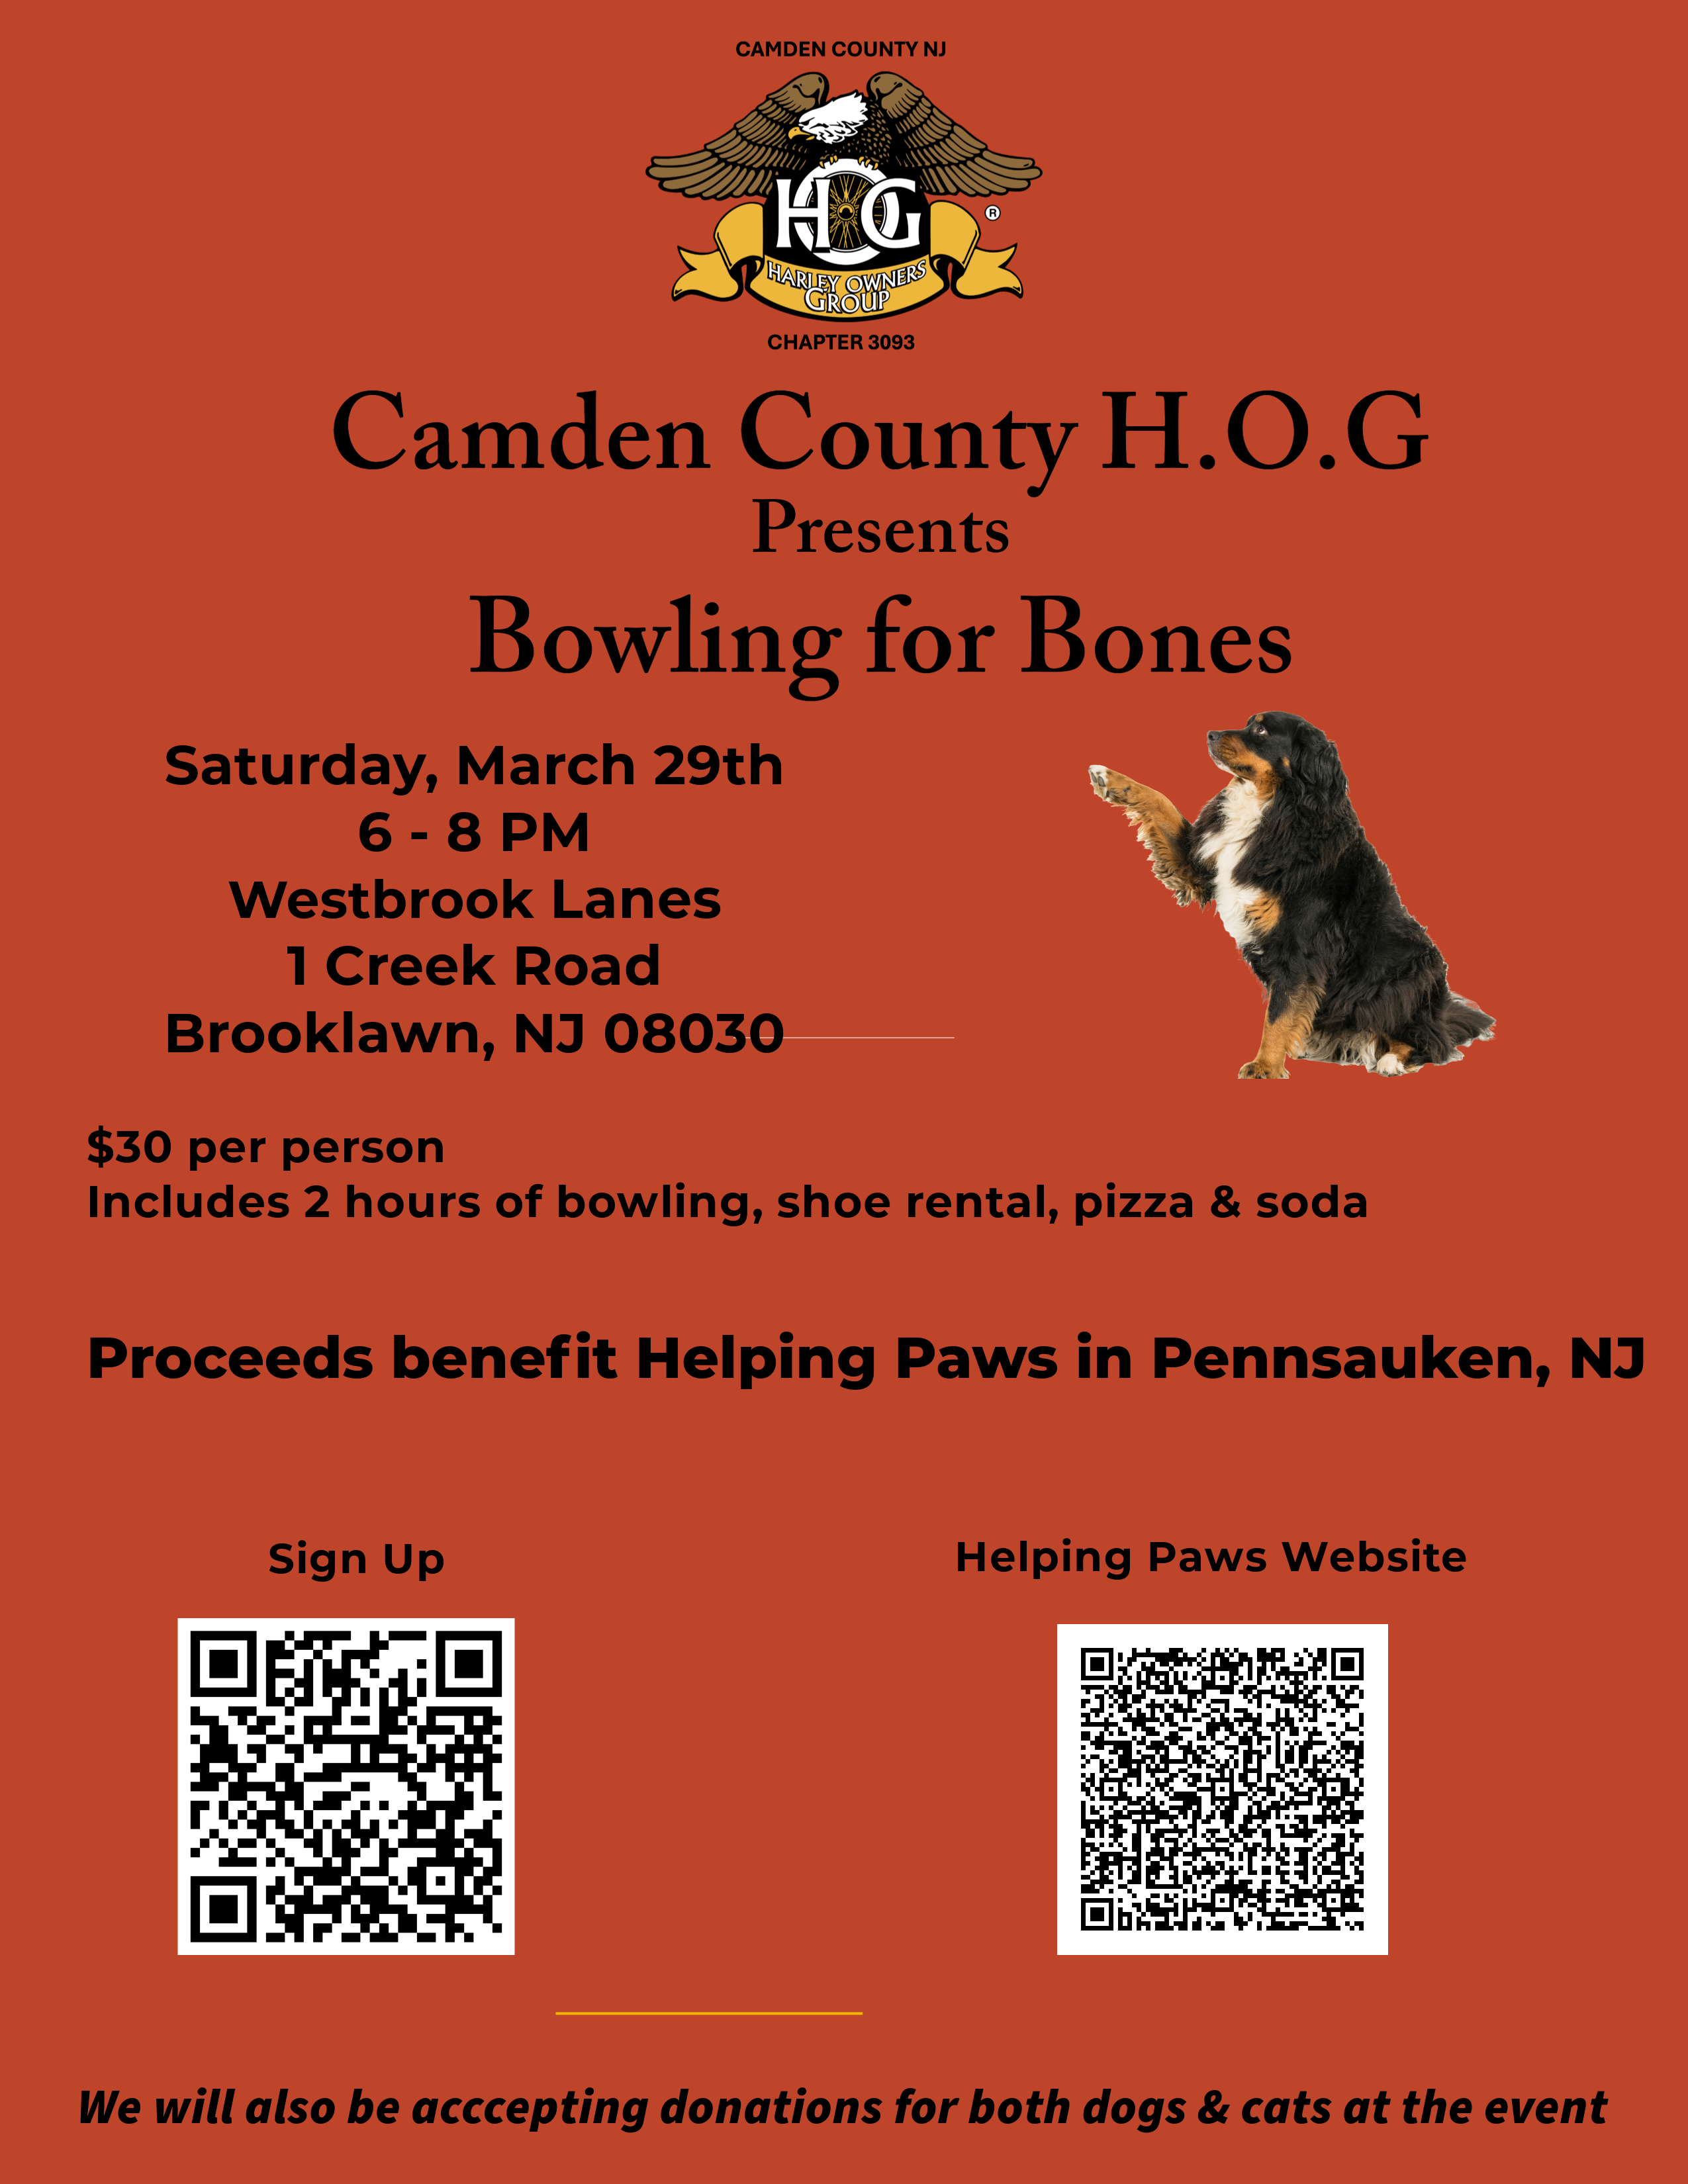 CAMDEN COUNTY NJ
HOG
®
HARLEY OWNERS
GROUP
CHAPTER 3093
Camden County H.O.G
Presents
Bowling for Bones
Saturday, March 29th
6 - 8 PM
Westbrook Lanes
1 Creek Road
Brooklawn, NJ 08030
$30 per person
Includes 2 hours of bowling, shoe rental, pizza & soda
Proceeds benefit Helping Paws in Pennsauken, NJ
Sign Up
Helping Paws Website
We will also be acccepting donations for both dogs & cats at the event